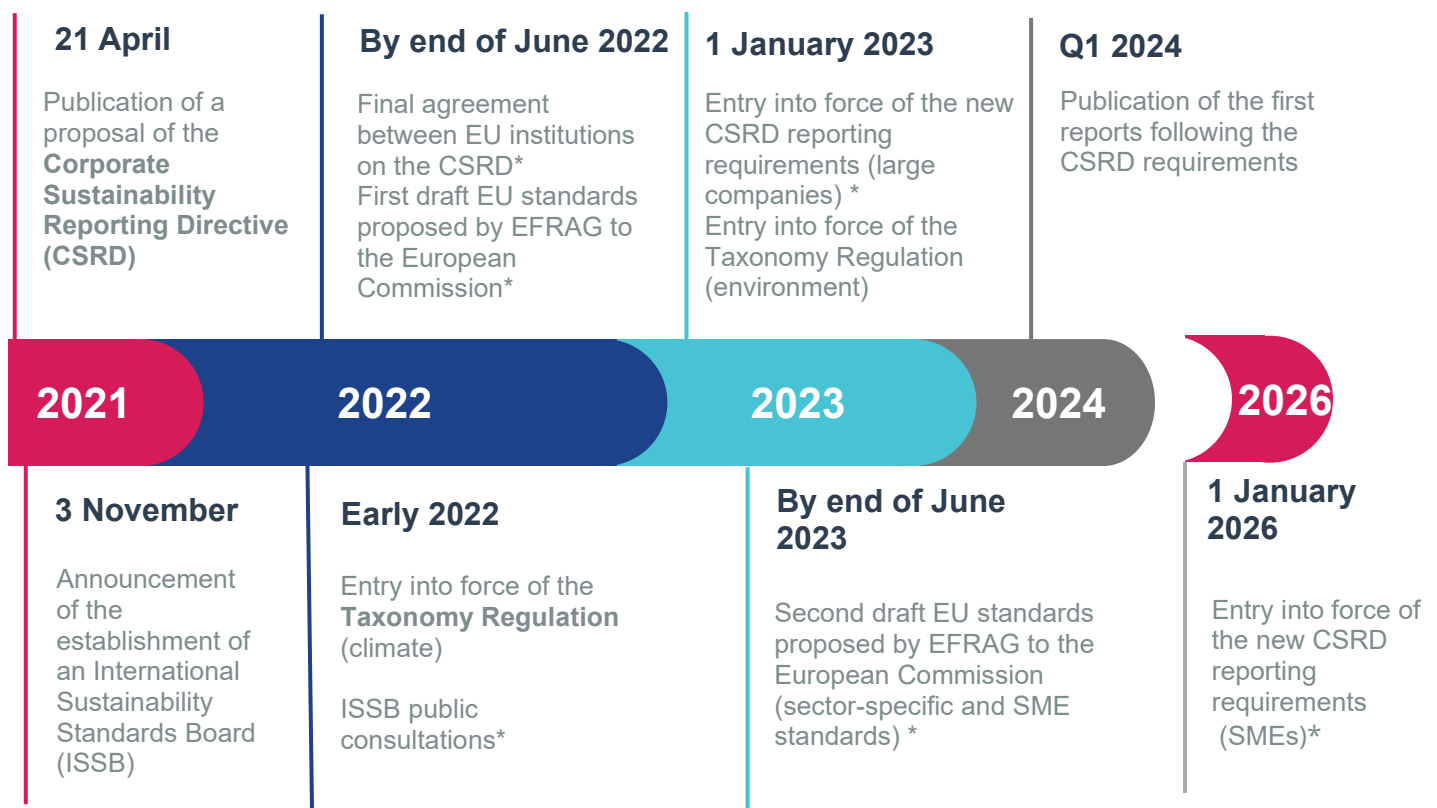 21 April
Publication of a
proposal of the
Corporate
Sustainability
Reporting Directive
(CSRD)
By end of June 2022
Final agreement
between EU institutions
on the CSRD*
First draft EU standards
proposed by EFRAG to
the European
Commission*
1 January 2023
Entry into force of the new
CSRD reporting
requirements (large
companies) *
Entry into force of the
Taxonomy Regulation
(environment)
Q1 2024
Publication of the first
reports following the
CSRD requirements
2021
2022
2023
2024
2026
3 November
Announcement
of the
establishment of
an International
Sustainability
Standards Board
(ISSB)
Early 2022
Entry into force of the
Taxonomy Regulation
(climate)
ISSB public
consultations*
By end of June
2023
Second draft EU standards
proposed by EFRAG to the
European Commission
(sector-specific and SME
standards) *
1 January
2026
Entry into force of
the new CSRD
reporting
requirements
(SMEs)*